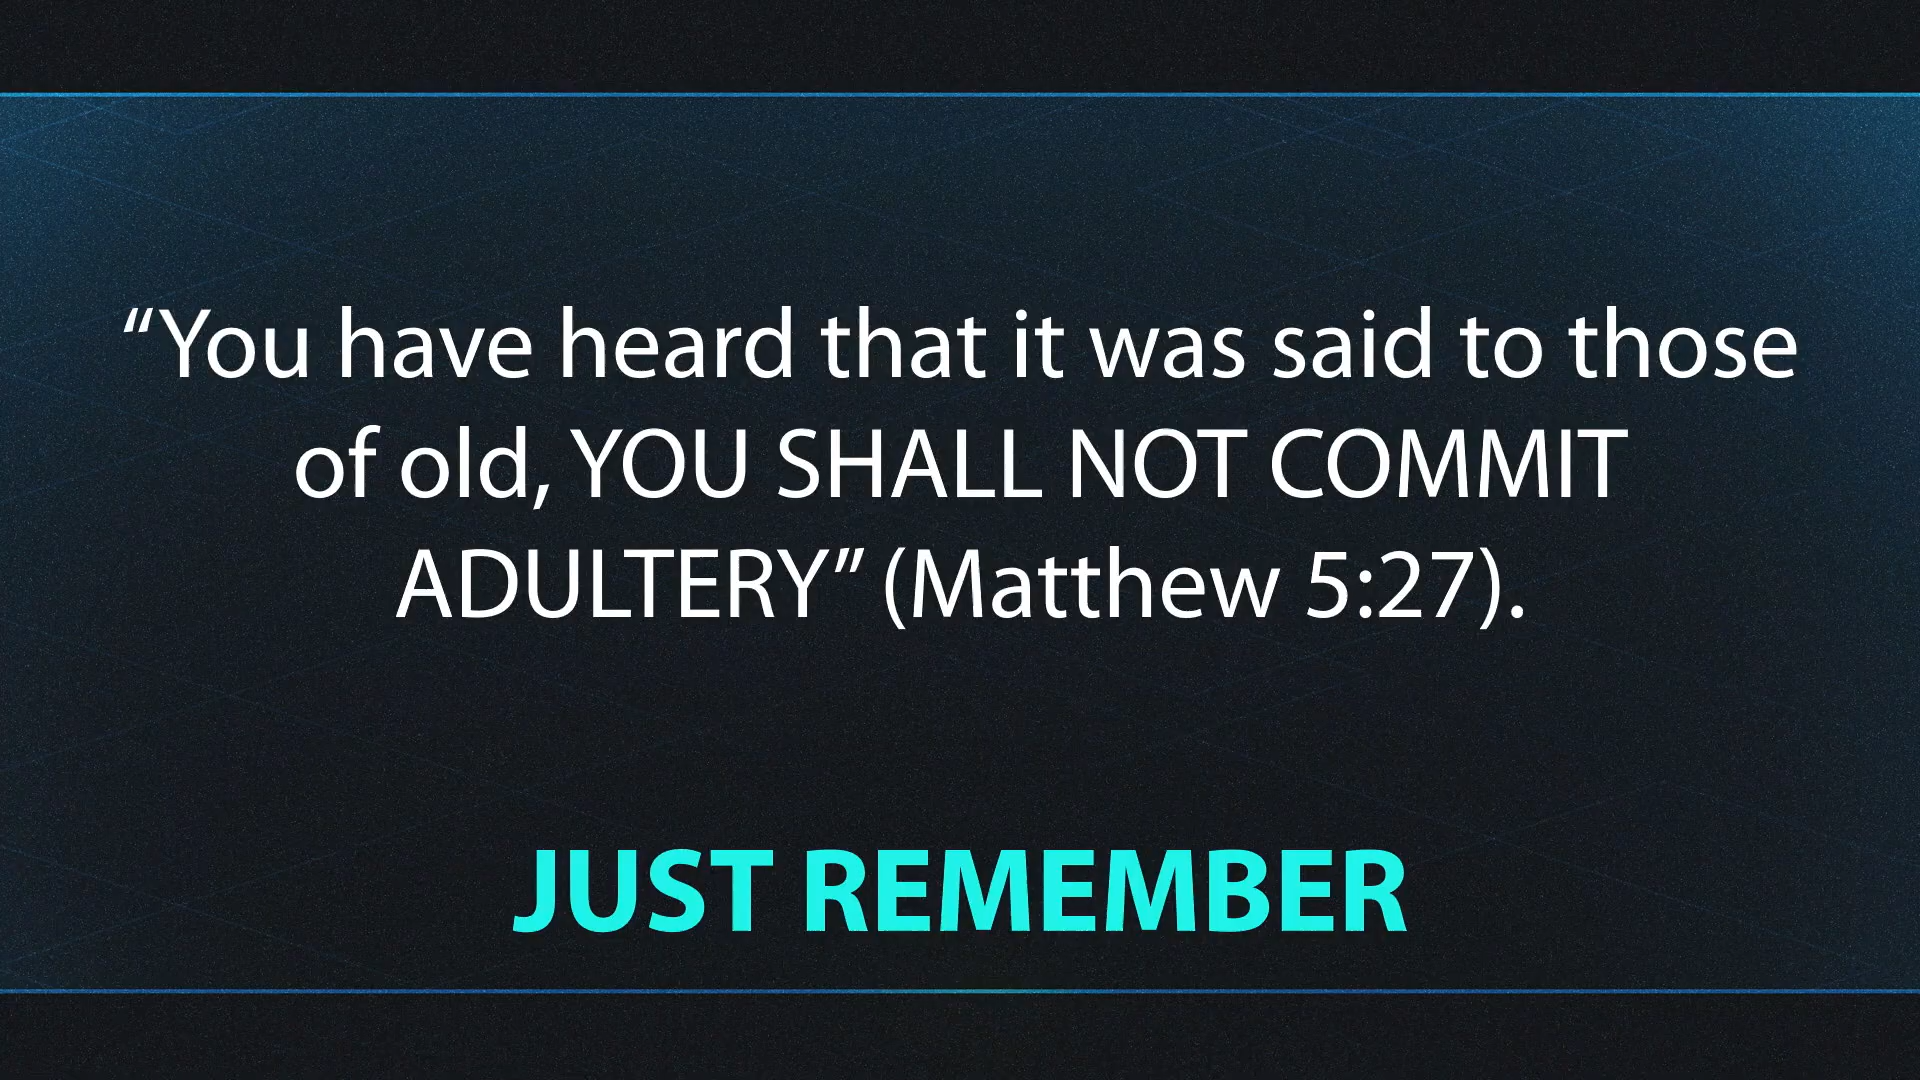 “You have heard that it was said to those
of old, YOU SHALL NOT COMMIT
ADULTERY” (Matthew 5:27).
JUST REMEMBER